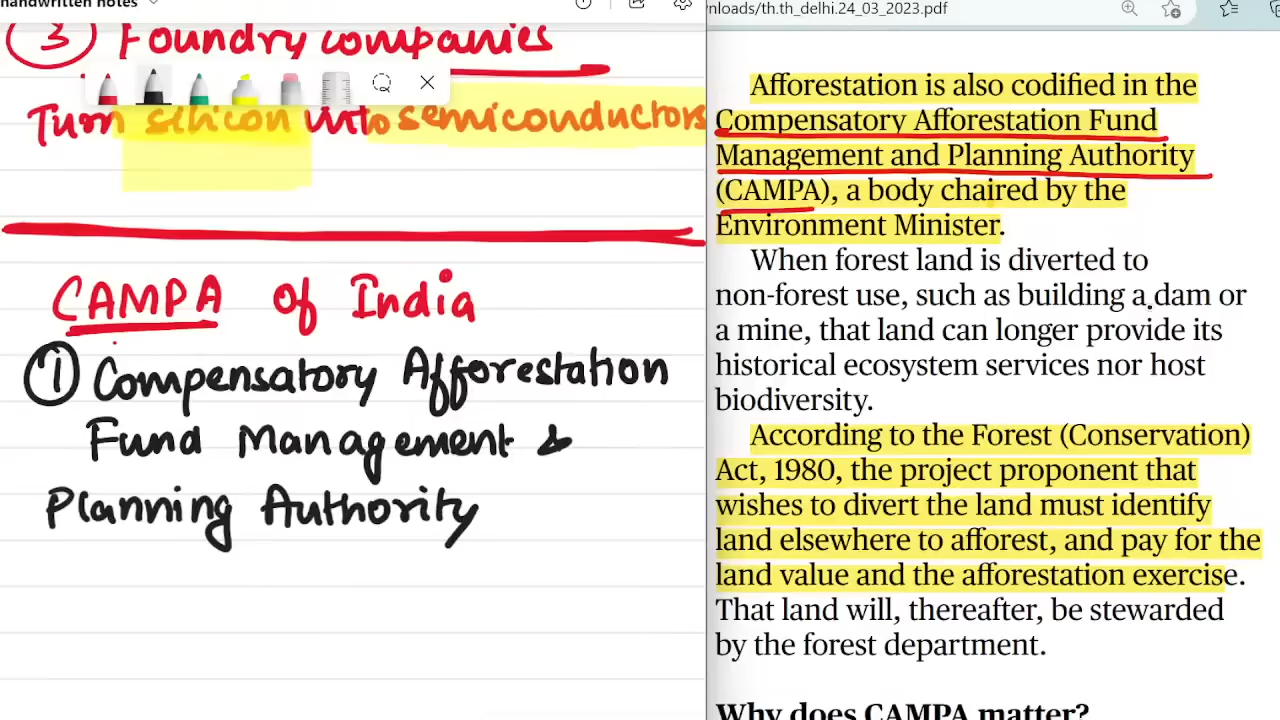 handwritten notes
3 Foundry companies
Turn silicon into semiconductors
CAMPA of India
1 Compensatory Afforestation
Fund Management &
Planning Authority
nloads/th.th_delhi.24_03_2023.pdf
Afforestation is also codified in the
Compensatory Afforestation Fund
Management and Planning Authority
(CAMPA), a body chaired by the
Environment Minister.
When forest land is diverted to
non-forest use, such as building a dam or
a mine, that land can longer provide its
historical ecosystem services nor host
biodiversity.
According to the Forest (Conservation)
Act, 1980, the project proponent that
wishes to divert the land must identify
land elsewhere to afforest, and pay for the
land value and the afforestation exercise.
That land will, thereafter, be stewarded
by the forest department.
Why does CAMPA matter?